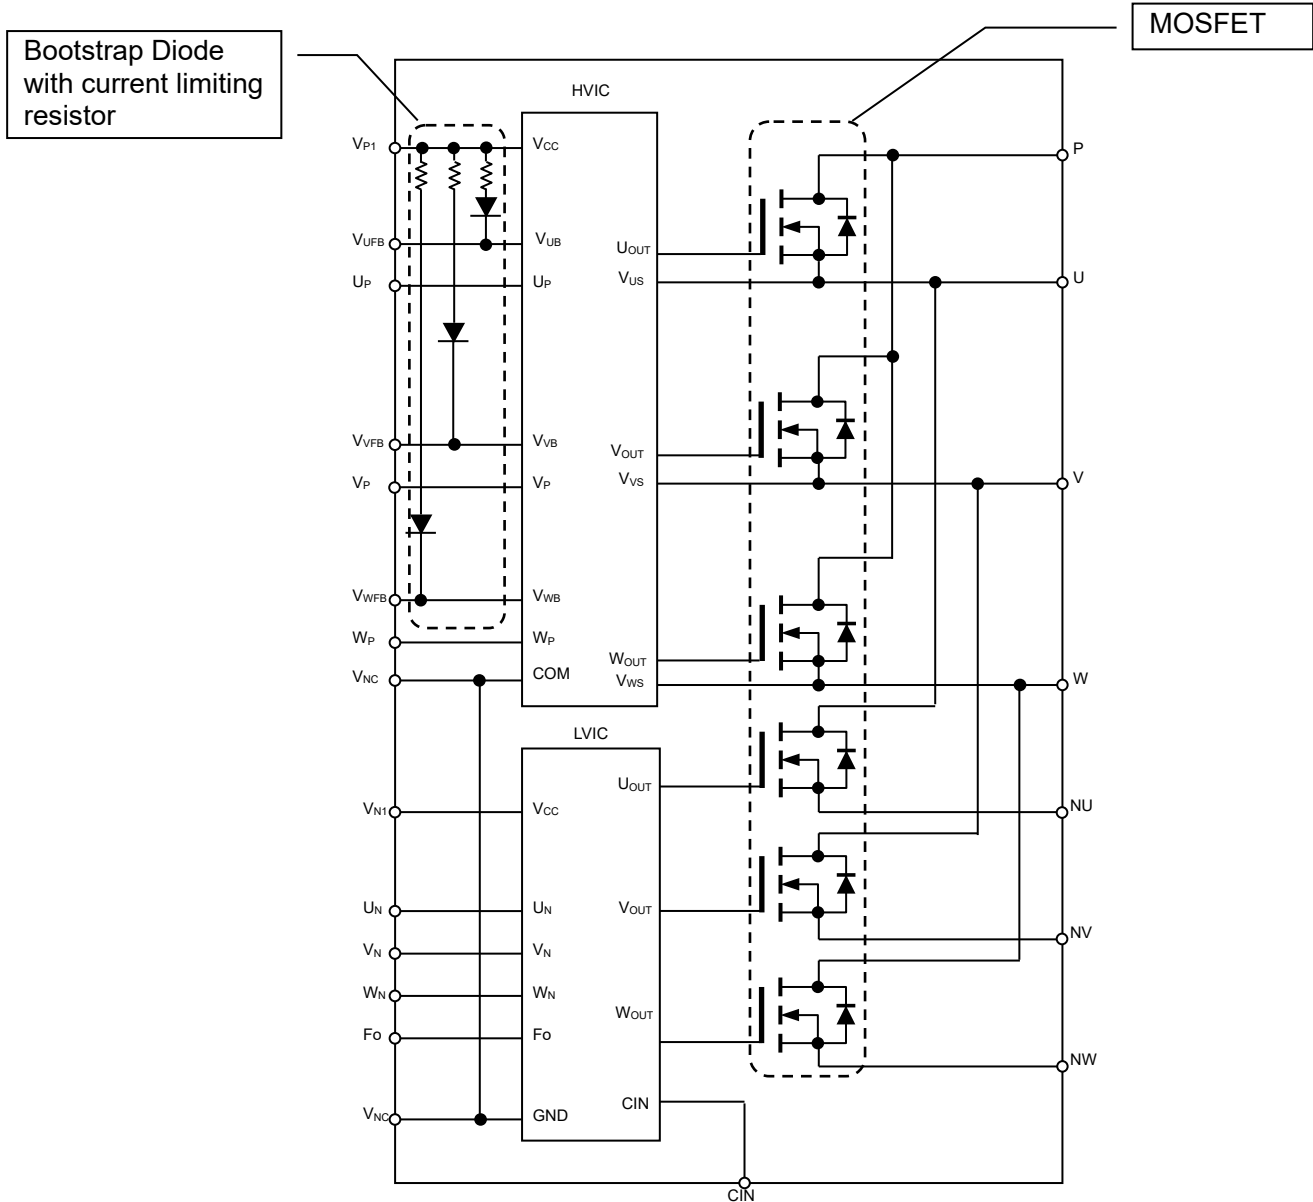 MOSFET
Bootstrap Diode
with current limiting
resistor
HVIC
VP1
VCC
P
VUFB
VUB
UOUT
UP
UP
VUS
U
VVFB
VVB
VOUT
VP
VP
VVS
V
VWFB
VWB
WP
WP
WOUT
VNC
COM
VWS
W
LVIC
UOUT
VN1
VCC
NU
UN
UN
VOUT
VN
VN
NV
WN
WN
WOUT
Fo
Fo
NW
VNC
GND
CIN
CIN